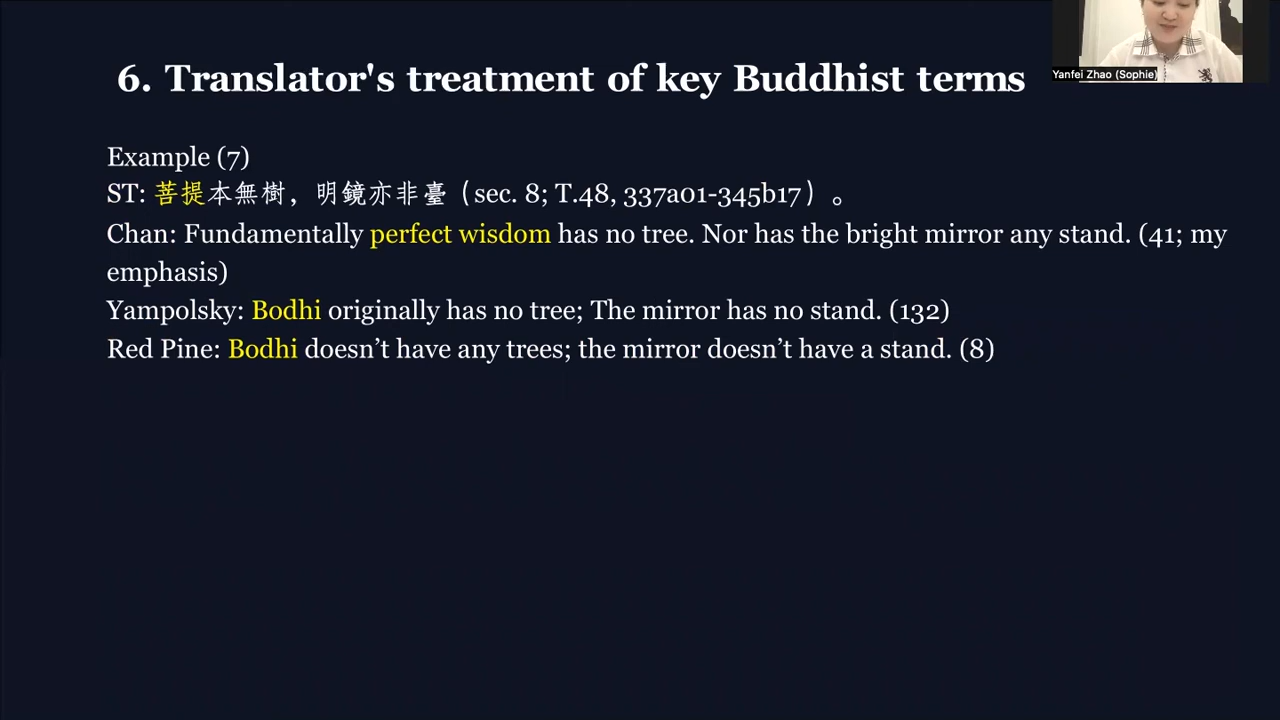 6. Translator's treatment of key Buddhist terms
Yanfei Zhao (Sophie)
Example (7)
ST: 菩提本無樹，明鏡亦非臺（sec. 8; T.48, 337a01-345b17）。
Chan: Fundamentally perfect wisdom has no tree. Nor has the bright mirror any stand. (41; my
emphasis)
Yampolsky: Bodhi originally has no tree; The mirror has no stand. (132)
Red Pine: Bodhi doesn’t have any trees; the mirror doesn’t have a stand. (8)